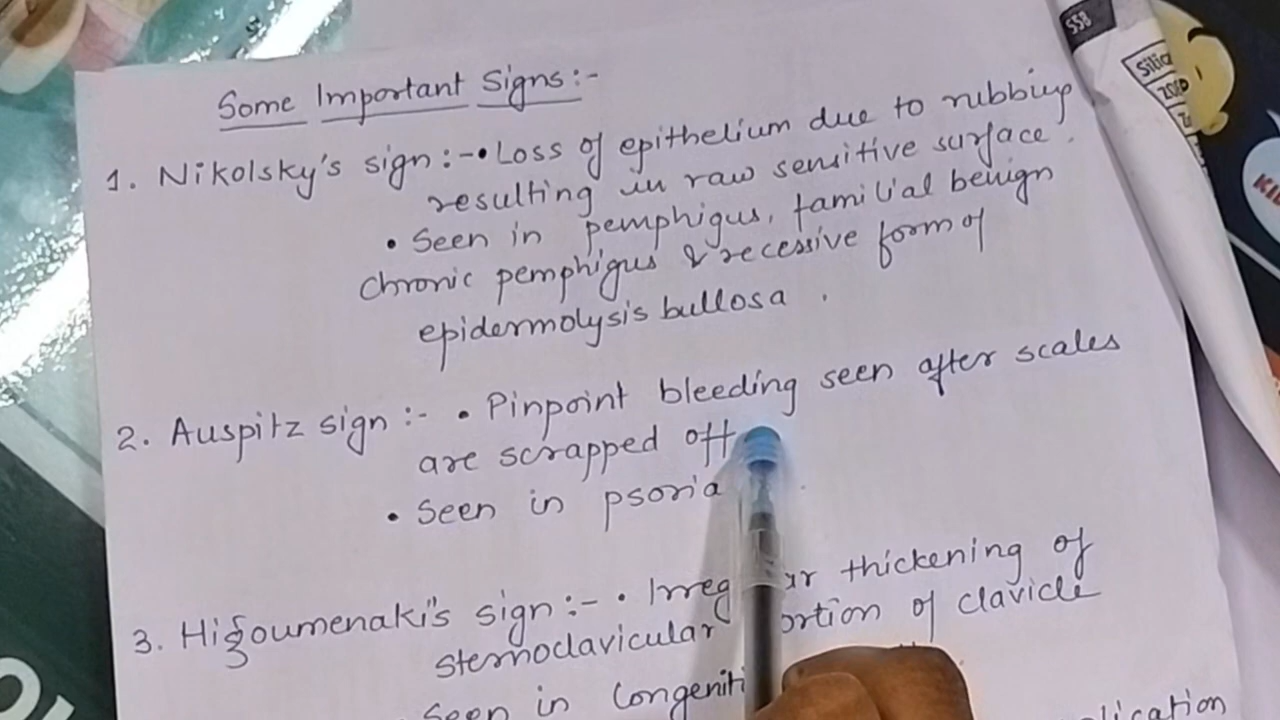 Some Important Signs:-
1. Nikolsky's sign:-• Loss of epithelium due to rubbing
resulting in raw sensitive surface.
• Seen in pemphigus, familial benign
chronic pemphigus & recessive form of
epidermolysis bullosa.
2. Auspitz sign:- • Pinpoint bleeding seen after scales
are scrapped off
• Seen in psoria
3. Higoumenaki's sign:- • Irreg ar thickening of
sternoclavicular ortion of clavicle
Seen in Congenit
558